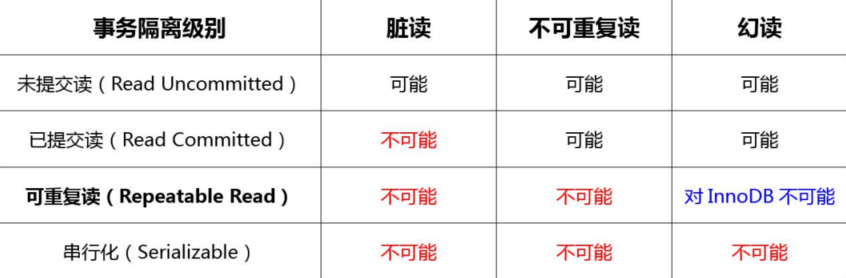 事务隔离级别 脏读 不可重复读 幻读
未提交读（Read Uncommitted） 可能 可能 可能
已提交读（Read Committed） 不可能 可能 可能
可重复读（Repeatable Read） 不可能 不可能 对 InnoDB 不可能
串行化（Serializable） 不可能 不可能 不可能